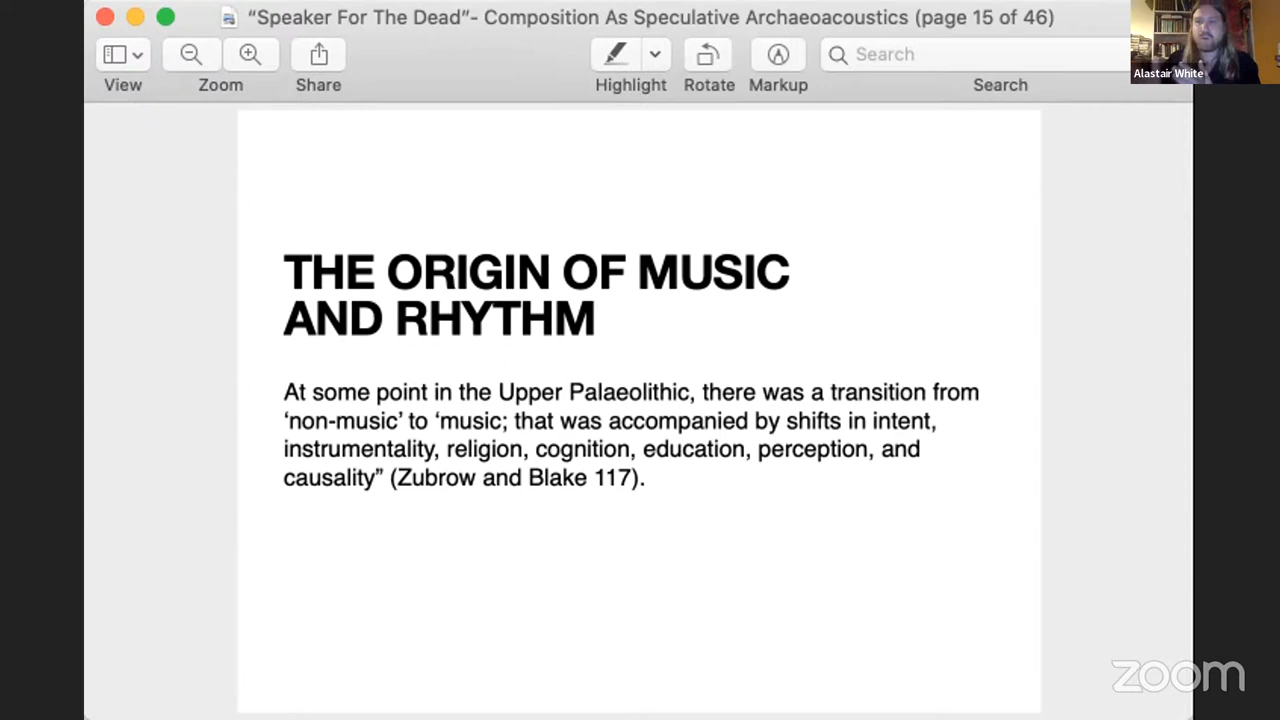 "Speaker For The Dead"- Composition As Speculative Archaeoacoustics (page 15 of 46)
View
Zoom
Share
Highlight
Rotate
Markup
Search
Search
Alastair White
THE ORIGIN OF MUSIC
AND RHYTHM
At some point in the Upper Palaeolithic, there was a transition from
‘non-music’ to ‘music; that was accompanied by shifts in intent,
instrumentality, religion, cognition, education, perception, and
causality” (Zubrow and Blake 117).
zoom